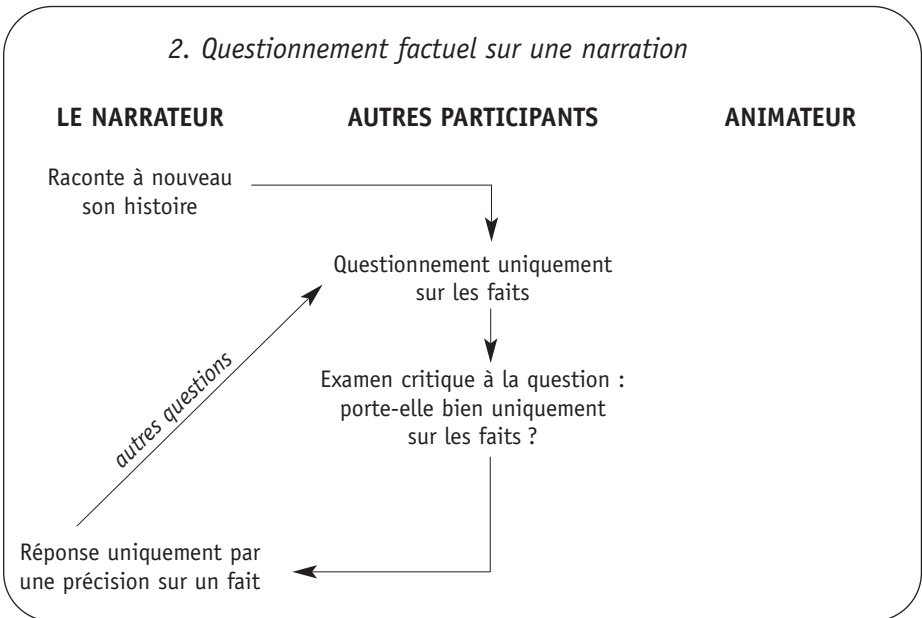 2. Questionnement factuel sur une narration
LE NARRATEUR
AUTRES PARTICIPANTS
ANIMATEUR
Raconte à nouveau
son histoire
Questionnement uniquement
sur les faits
autres questions
Examen critique à la question :
porte-elle bien uniquement
sur les faits ?
Réponse uniquement par
une précision sur un fait